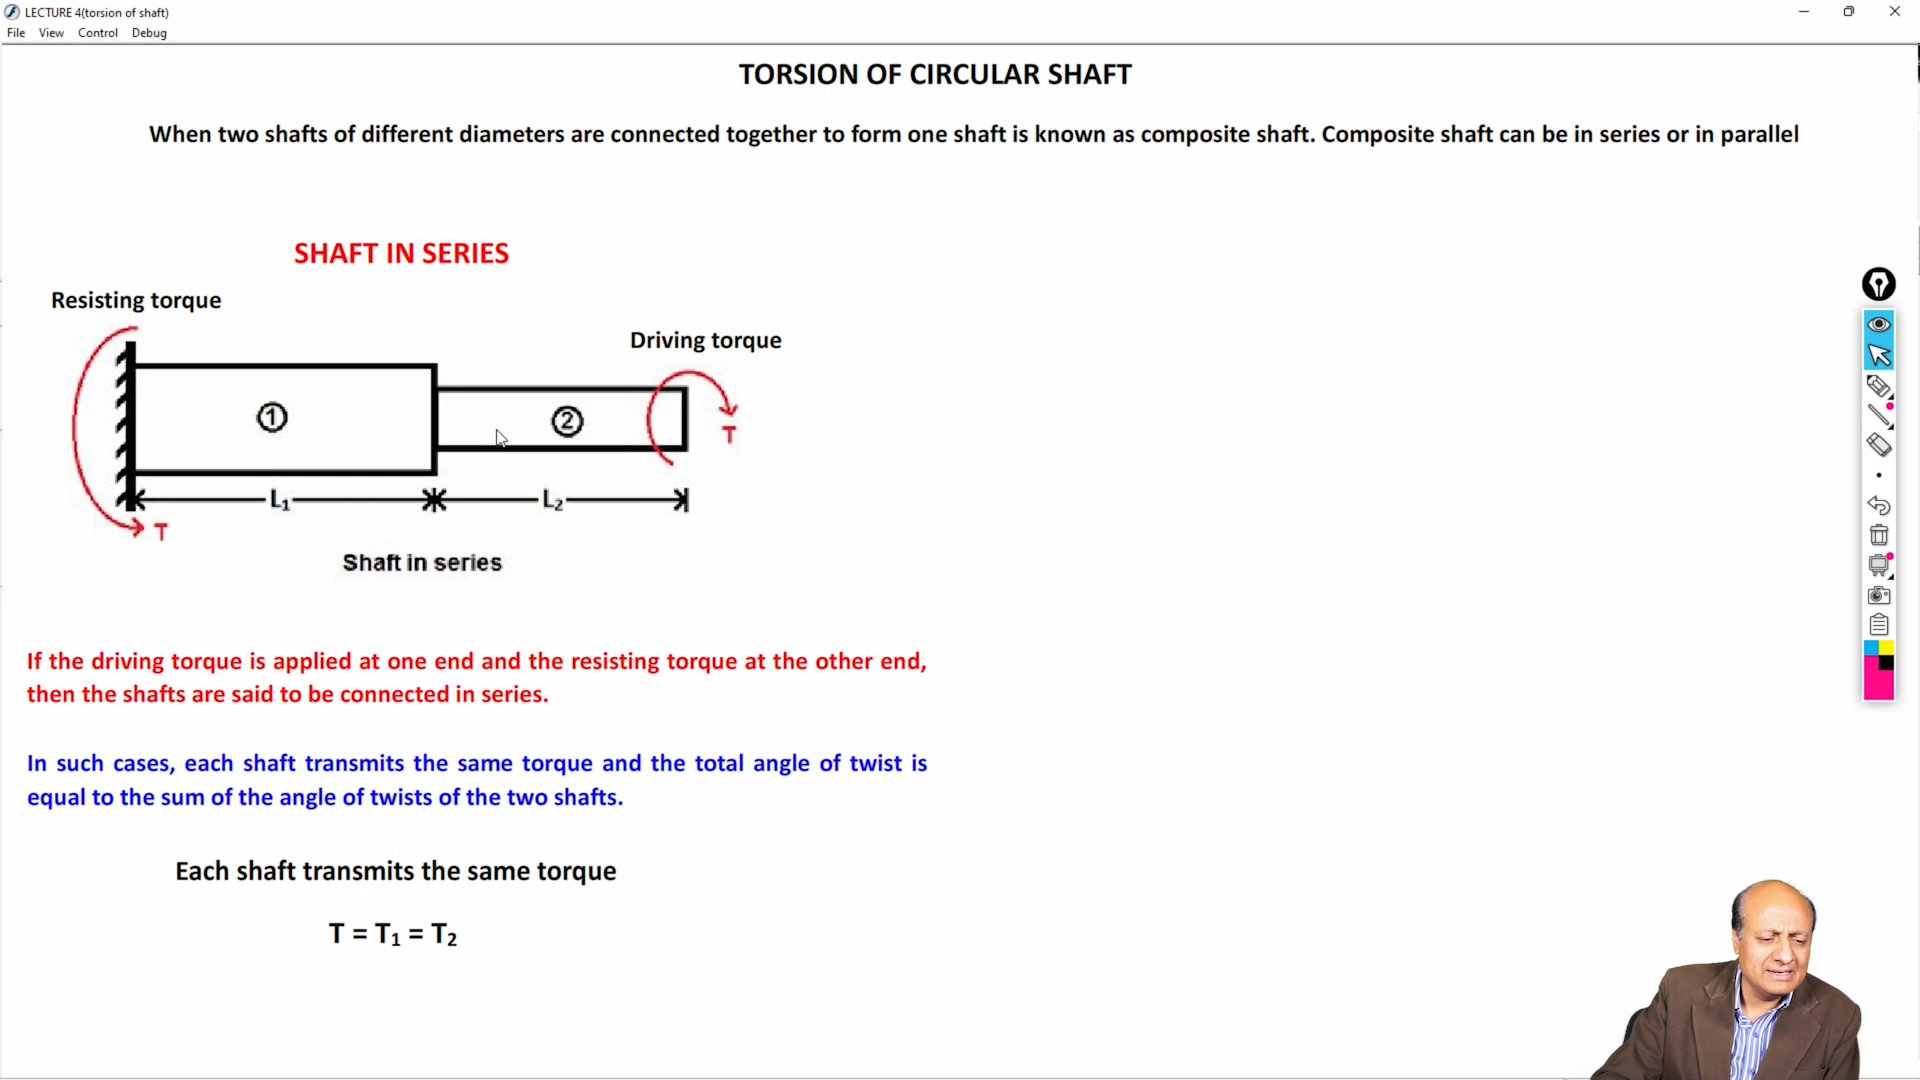 LECTURE 4(torsion of shaft)
File View Control Debug
TORSION OF CIRCULAR SHAFT
When two shafts of different diameters are connected together to form one shaft is known as composite shaft. Composite shaft can be in series or in parallel
SHAFT IN SERIES
Resisting torque
Driving torque
① ②
T
L₁ L₂
T
Shaft in series
If the driving torque is applied at one end and the resisting torque at the other end,
then the shafts are said to be connected in series.
In such cases, each shaft transmits the same torque and the total angle of twist is
equal to the sum of the angle of twists of the two shafts.
Each shaft transmits the same torque
T = T₁ = T₂